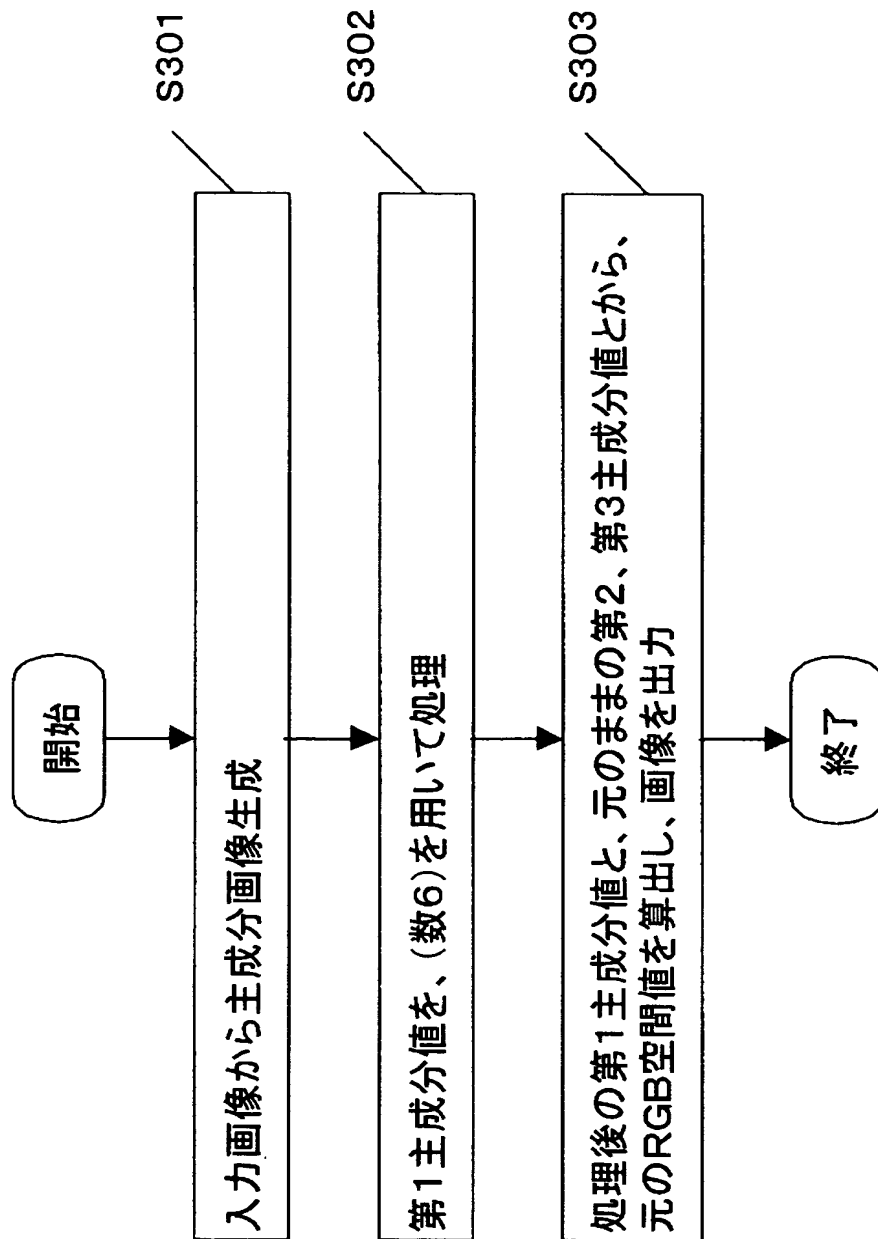 開始
入力画像から主成分画像生成
S301
第1主成分値を、(数6)を用いて処理
S302
処理後の第1主成分値と、元のままの第2、第3主成分値とから、
元のRGB空間値を算出し、画像を出力
S303
終了